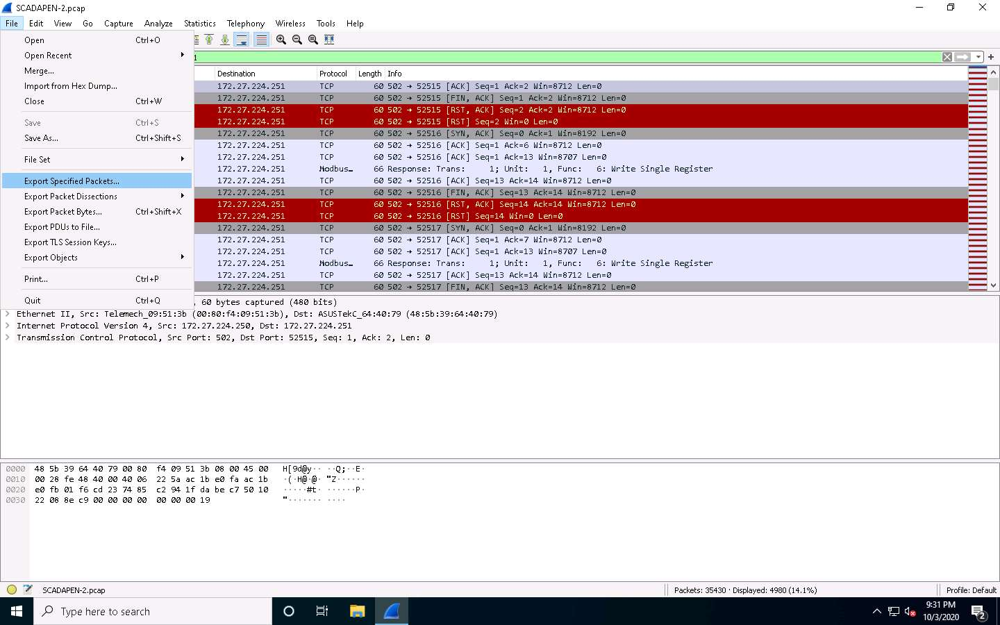 SCADAPEN-2.pcap
File Edit View Go Capture Analyze Statistics Telephony Wireless Tools Help
Open Ctrl+O
Open Recent
Merge...
Import from Hex Dump...
Close Ctrl+W
Save Ctrl+S
Save As... Ctrl+Shift+S
File Set
Export Specified Packets...
Export Packet Dissections
Export Packet Bytes... Ctrl+Shift+X
Export PDUs to File...
Export TLS Session Keys...
Export Objects
Print... Ctrl+P
Quit Ctrl+Q
1
Destination Protocol Length Info
172.27.224.251 TCP 60 502 → 52515 [ACK] Seq=1 Ack=2 Win=8712 Len=0
172.27.224.251 TCP 60 502 → 52515 [FIN, ACK] Seq=1 Ack=2 Win=8712 Len=0
172.27.224.251 TCP 60 502 → 52515 [RST, ACK] Seq=2 Ack=2 Win=8712 Len=0
172.27.224.251 TCP 60 502 → 52515 [RST] Seq=2 Win=0 Len=0
172.27.224.251 TCP 60 502 → 52516 [SYN, ACK] Seq=0 Ack=1 Win=8192 Len=0
172.27.224.251 TCP 60 502 → 52516 [ACK] Seq=1 Ack=6 Win=8712 Len=0
172.27.224.251 TCP 60 502 → 52516 [ACK] Seq=1 Ack=13 Win=8707 Len=0
172.27.224.251 Modbus… 66 Response: Trans: 1; Unit: 1, Func: 6: Write Single Register
172.27.224.251 TCP 60 502 → 52516 [ACK] Seq=13 Ack=14 Win=8712 Len=0
172.27.224.251 TCP 60 502 → 52516 [FIN, ACK] Seq=13 Ack=14 Win=8712 Len=0
172.27.224.251 TCP 60 502 → 52516 [RST, ACK] Seq=14 Ack=14 Win=8712 Len=0
172.27.224.251 TCP 60 502 → 52516 [RST] Seq=14 Win=0 Len=0
172.27.224.251 TCP 60 502 → 52517 [SYN, ACK] Seq=0 Ack=1 Win=8192 Len=0
172.27.224.251 TCP 60 502 → 52517 [ACK] Seq=1 Ack=7 Win=8712 Len=0
172.27.224.251 TCP 60 502 → 52517 [ACK] Seq=1 Ack=13 Win=8707 Len=0
172.27.224.251 Modbus… 66 Response: Trans: 1; Unit: 1, Func: 6: Write Single Register
172.27.224.251 TCP 60 502 → 52517 [ACK] Seq=13 Ack=14 Win=8712 Len=0
172.27.224.251 TCP 60 502 → 52517 [FIN, ACK] Seq=13 Ack=14 Win=8712 Len=0
, 60 bytes captured (480 bits)
Ethernet II, Src: Telemech_09:51:3b (00:80:f4:09:51:3b), Dst: ASUSTekC_64:40:79 (48:5b:39:64:40:79)
Internet Protocol Version 4, Src: 172.27.224.250, Dst: 172.27.224.251
Transmission Control Protocol, Src Port: 502, Dst Port: 52515, Seq: 1, Ack: 2, Len: 0
0000 48 5b 39 64 40 79 00 80 f4 09 51 3b 08 00 45 00 H[9d@y·· ··Q;··E·
0010 00 28 fe 48 40 00 40 06 22 5a ac 1b e0 fa ac 1b ·(·H@·@· "Z······
0020 e0 fb 01 f6 cd 23 74 85 c2 94 1f da be c7 50 10 ·····#t· ······P·
0030 22 08 8e c9 00 00 00 00 00 00 00 19 "······· ····
SCADAPEN-2.pcap
Packets: 35430 · Displayed: 4980 (14.1%)
Profile: Default
Type here to search
9:31 PM
10/3/2020
2